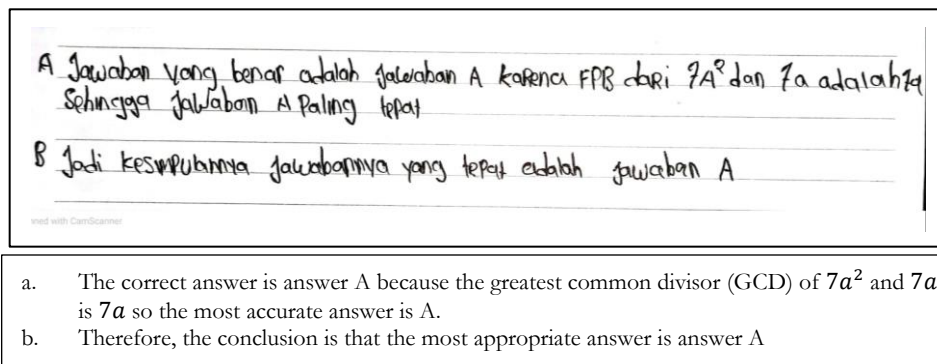 A Jawaban yang benar adalah jawaban A karena FPB dari 7A² dan 7a adalah 7a
Sehingga jawaban A Paling tepat
B Jadi kesimpulannya jawabannya yang tepat adalah jawaban A
ned with CamScanner
a. The correct answer is answer A because the greatest common divisor (GCD) of 7a² and 7a
is 7a so the most accurate answer is A.
b. Therefore, the conclusion is that the most appropriate answer is answer A